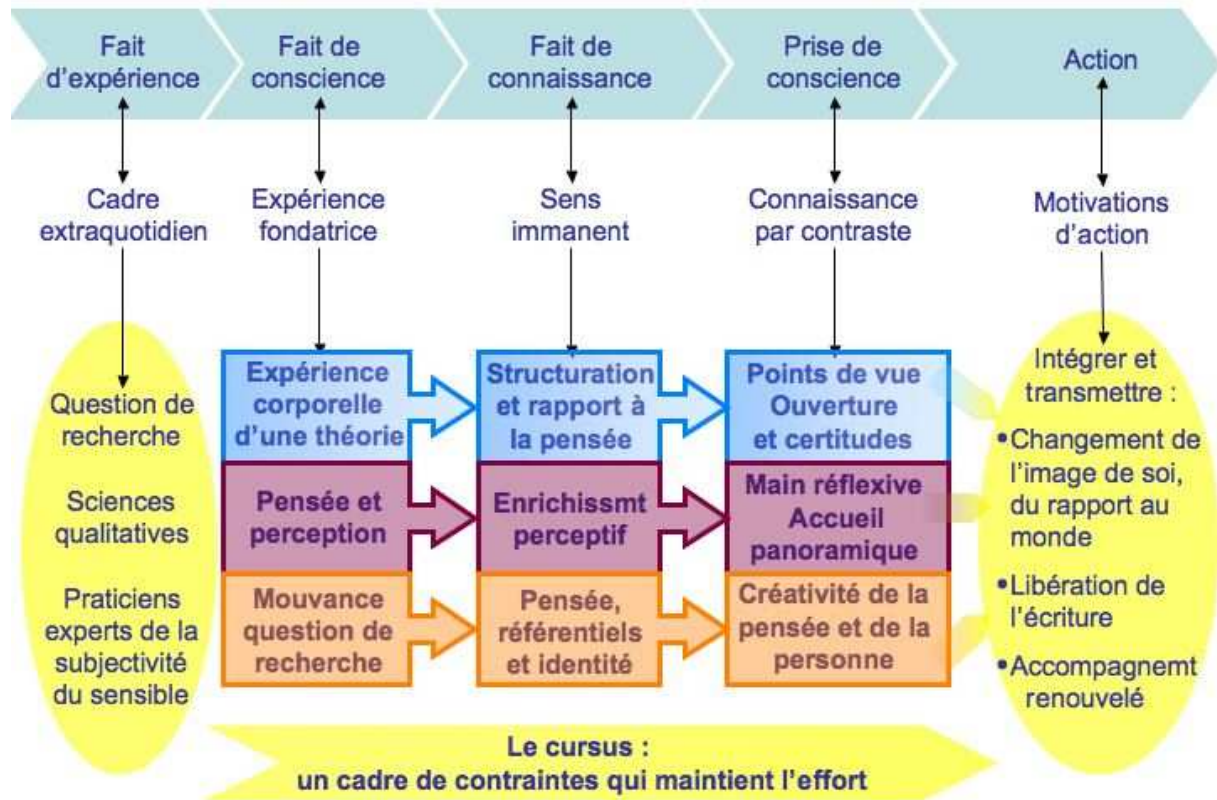 Fait
d'expérience
Fait de
conscience
Fait de
connaissance
Prise de
conscience
Action
Cadre
extraquotidien
Expérience
fondatrice
Sens
immanent
Connaissance
par contraste
Motivations
d'action
Question de
recherche
Sciences
qualitatives
Praticiens
experts de la
subjectivité
du sensible
Expérience
corporelle
d'une théorie
Structuration
et rapport à
la pensée
Points de vue
Ouverture
et certitudes
Pensée et
perception
Enrichissmt
perceptif
Main réflexive
Accueil
panoramique
Mouvance
question de
recherche
Pensée,
référentiels
et identité
Créativité de la
pensée et de la
personne
Intégrer et
transmettre :
•Changement de
l'image de soi,
du rapport au
monde
•Libération de
l'écriture
•Accompagnemt
renouvelé
Le cursus :
un cadre de contraintes qui maintient l'effort